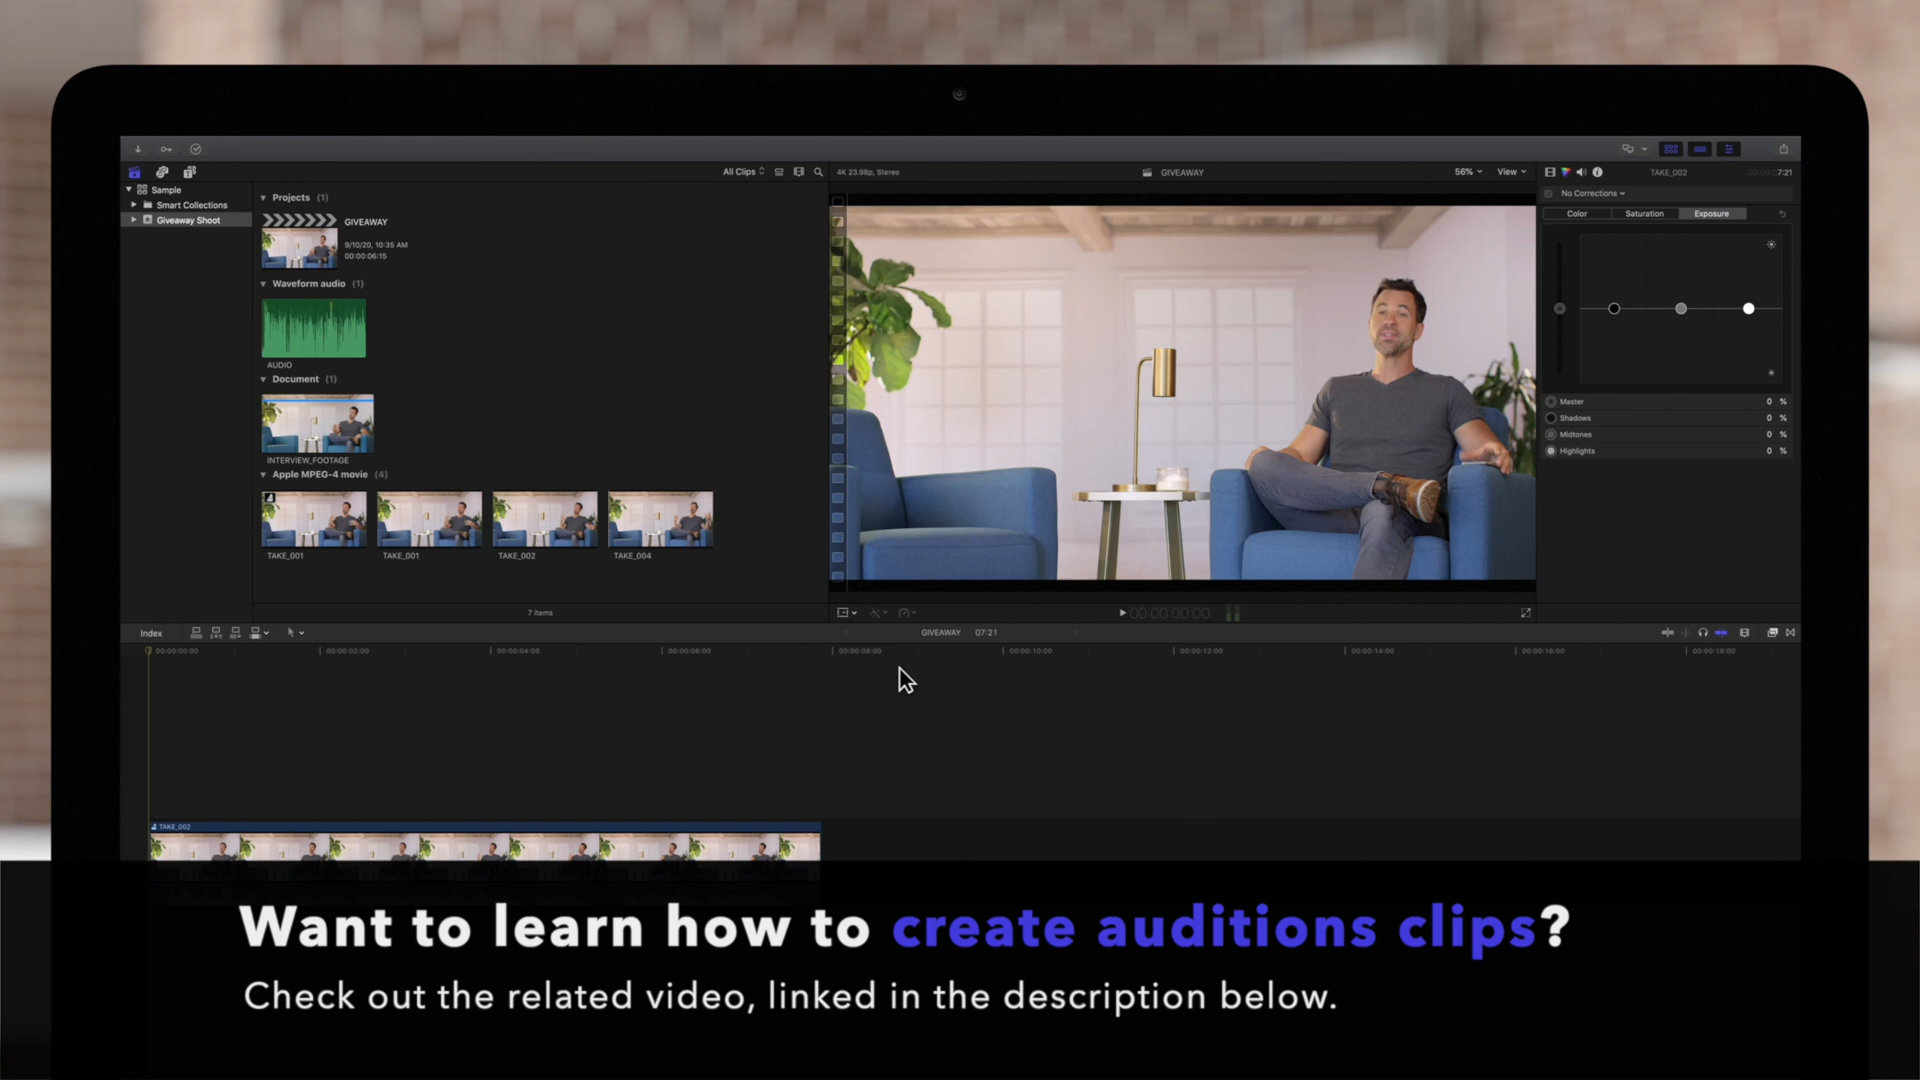 All Clips
4K 23.98p, Stereo
GIVEAWAY
56%
View
TAKE_002
7:21
Sample
Smart Collections
Giveaway Shoot
Projects (1)
GIVEAWAY
9/10/20, 10:35 AM
00:00:06:15
Waveform audio (1)
AUDIO
Document (1)
INTERVIEW_FOOTAGE
Apple MPEG-4 movie (4)
TAKE_001
TAKE_001
TAKE_002
TAKE_004
7 items
No Corrections
Color
Saturation
Exposure
Master 0 %
Shadows 0 %
Midtones 0 %
Highlights 0 %
00:00:00:00
Index
GIVEAWAY 07:21
00:00:00:00
00:00:02:00
00:00:04:00
00:00:06:00
00:00:08:00
00:00:10:00
00:00:12:00
00:00:14:00
00:00:16:00
00:00:18:00
TAKE_002
Want to learn how to create auditions clips?
Check out the related video, linked in the description below.